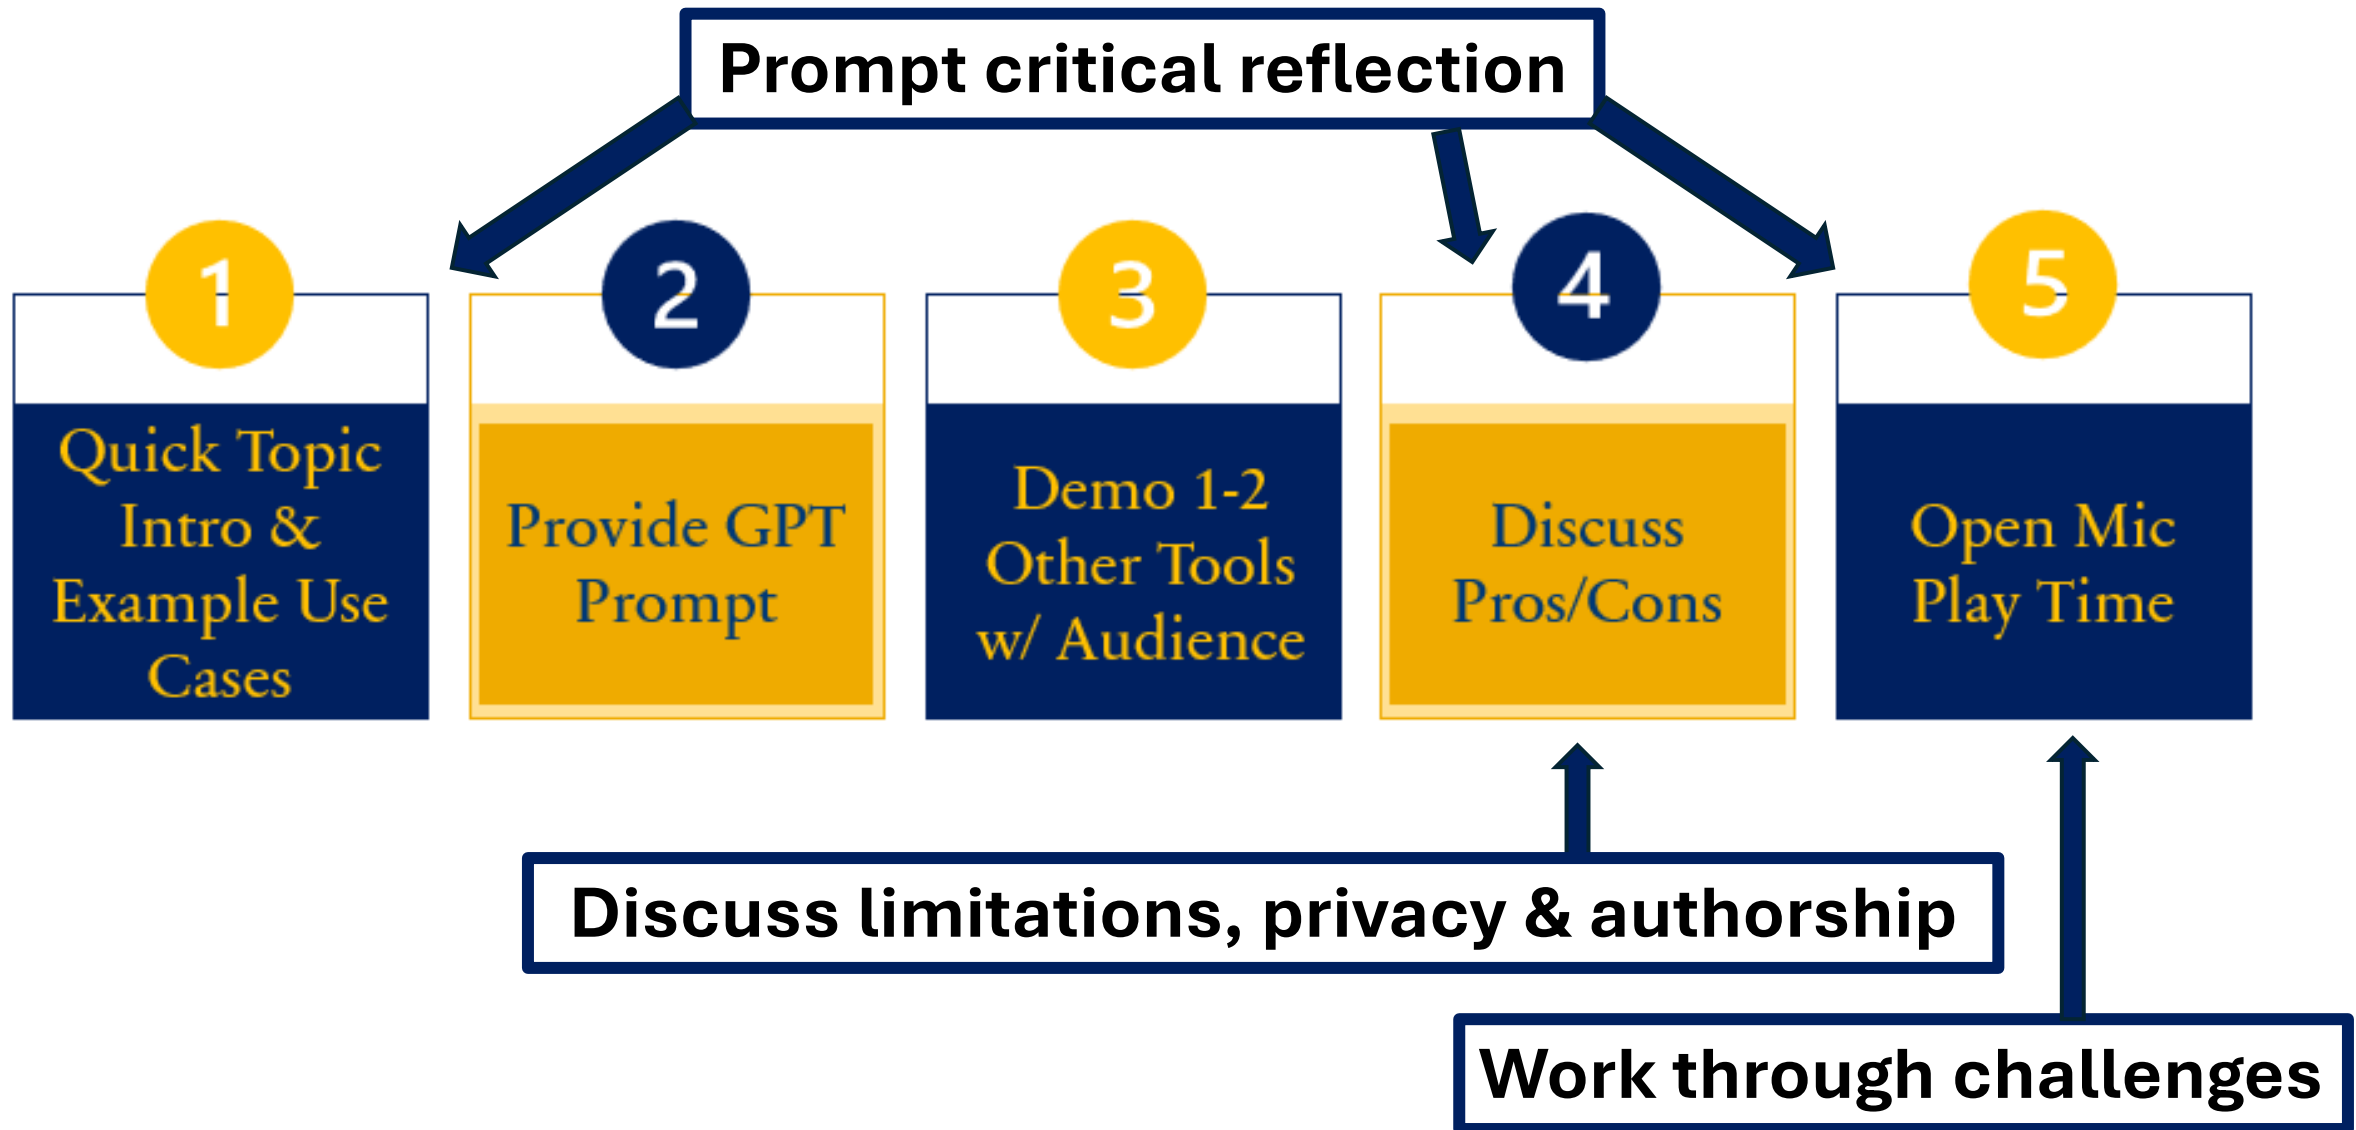 Prompt critical reflection
1
Quick Topic
Intro &
Example Use
Cases
2
Provide GPT
Prompt
3
Demo 1-2
Other Tools
w/ Audience
4
Discuss
Pros/Cons
5
Open Mic
Play Time
Discuss limitations, privacy & authorship
Work through challenges